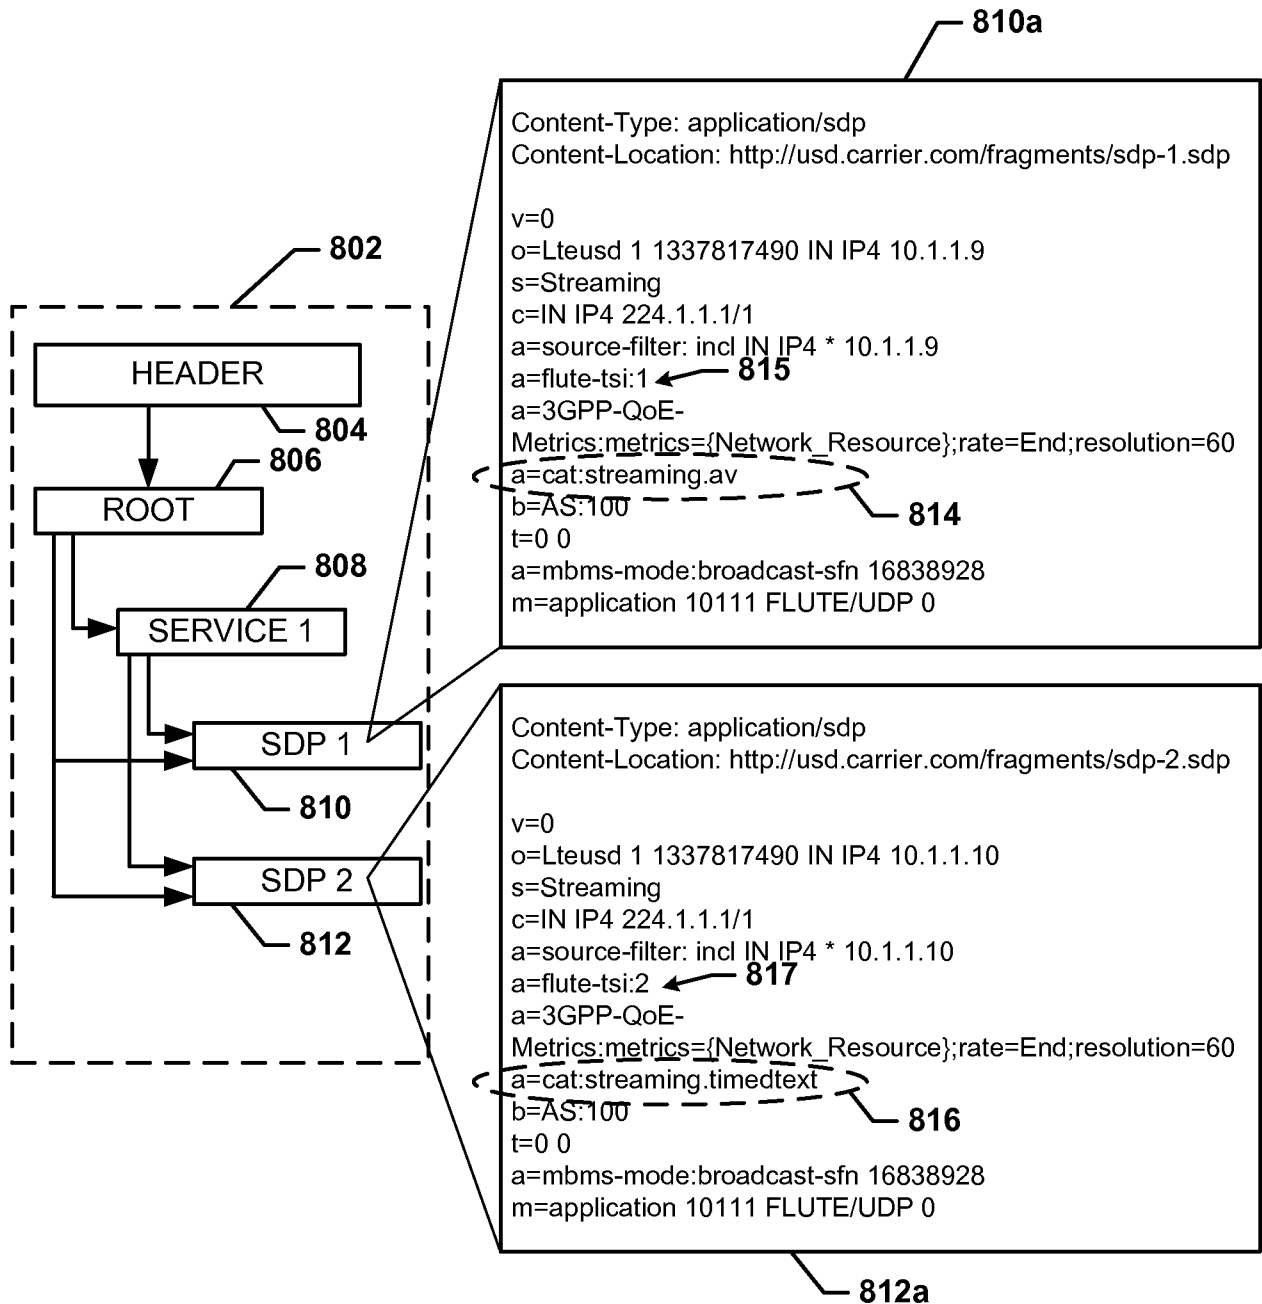 810a
Content-Type: application/sdp
Content-Location: http://usd.carrier.com/fragments/sdp-1.sdp
v=0
o=Lteusd 1 1337817490 IN IP4 10.1.1.9
s=Streaming
c=IN IP4 224.1.1.1/1
a=source-filter: incl IN IP4 * 10.1.1.9
a=flute-tsi:1
815
a=3GPP-QoE-
Metrics:metrics={Network_Resource};rate=End;resolution=60
a=cat:streaming.av
814
b=AS:100
t=0 0
a=mbms-mode:broadcast-sfn 16838928
m=application 10111 FLUTE/UDP 0
802
HEADER
804
806
ROOT
808
SERVICE 1
SDP 1
810
SDP 2
812
Content-Type: application/sdp
Content-Location: http://usd.carrier.com/fragments/sdp-2.sdp
v=0
o=Lteusd 1 1337817490 IN IP4 10.1.1.10
s=Streaming
c=IN IP4 224.1.1.1/1
a=source-filter: incl IN IP4 * 10.1.1.10
a=flute-tsi:2
817
a=3GPP-QoE-
Metrics:metrics={Network_Resource};rate=End;resolution=60
a=cat:streaming.timedtext
816
b=AS:100
t=0 0
a=mbms-mode:broadcast-sfn 16838928
m=application 10111 FLUTE/UDP 0
812a